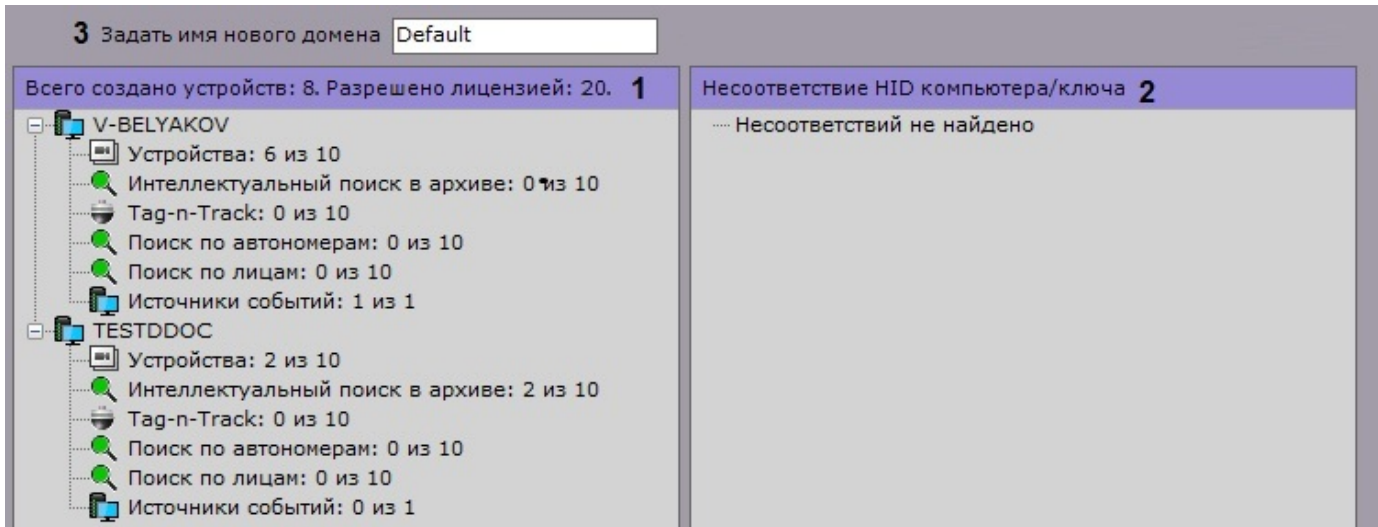 3 Задать имя нового домена Default
Всего создано устройств: 8. Разрешено лицензией: 20. 1
V-BELYAKOV
Устройства: 6 из 10
Интеллектуальный поиск в архиве: 0 из 10
Tag-n-Track: 0 из 10
Поиск по автономерам: 0 из 10
Поиск по лицам: 0 из 10
Источники событий: 1 из 1
TESTDDOC
Устройства: 2 из 10
Интеллектуальный поиск в архиве: 2 из 10
Tag-n-Track: 0 из 10
Поиск по автономерам: 0 из 10
Поиск по лицам: 0 из 10
Источники событий: 0 из 1
Несоответствие HID компьютера/ключа 2
Несоответствий не найдено